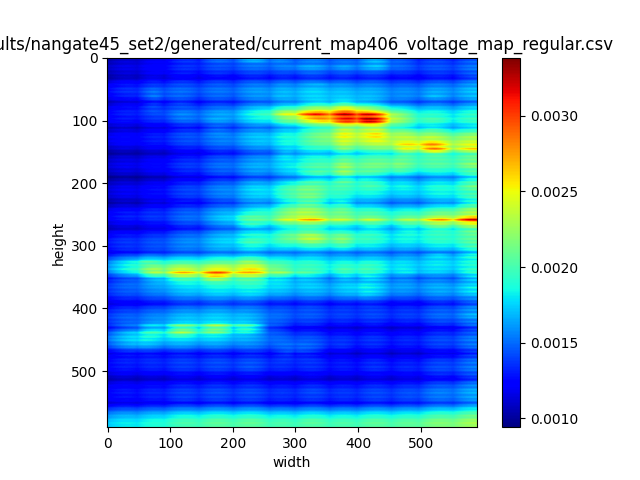 ults/nangate45_set2/generated/current_map406_voltage_map_regular.csv
0
100
200
300
400
500
height
0 100 200 300 400 500
width
0.0030
0.0025
0.0020
0.0015
0.0010